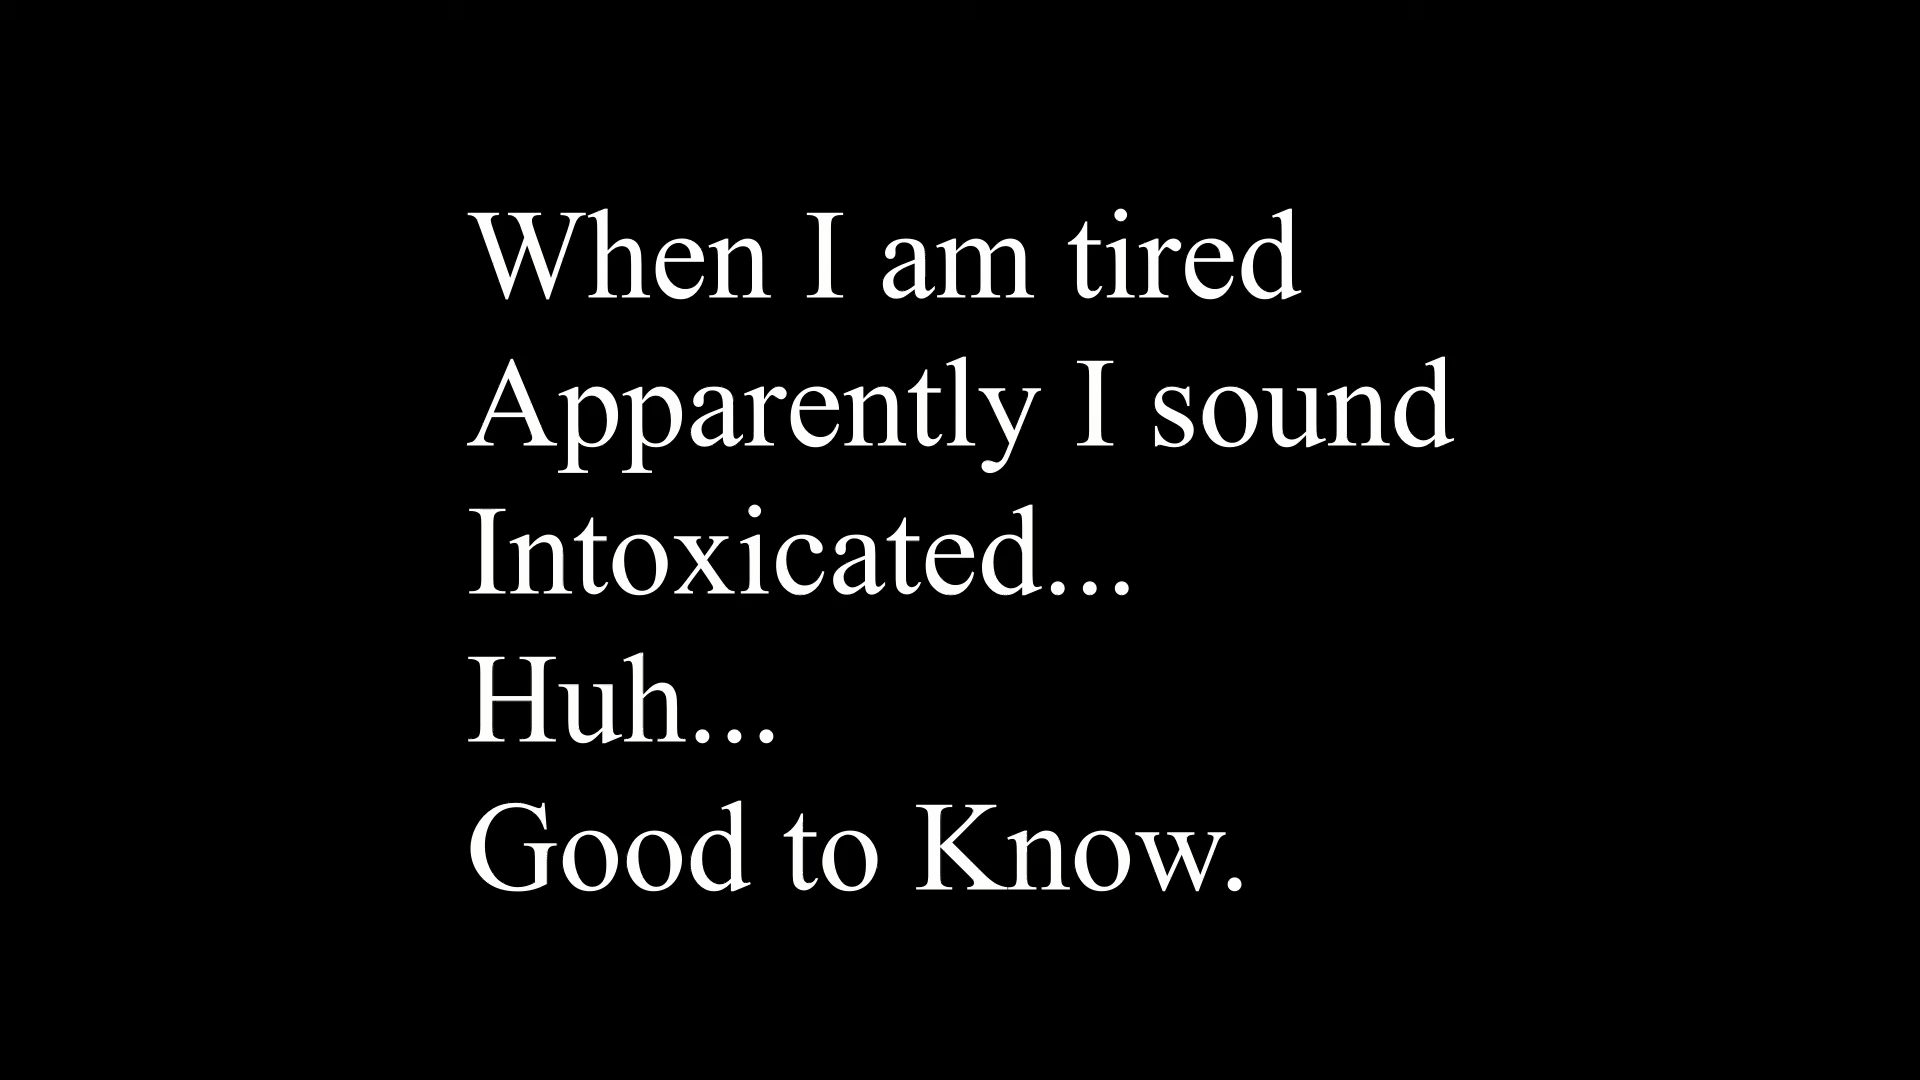 When I am tired
Apparently I sound
Intoxicated...
Huh...
Good to Know.